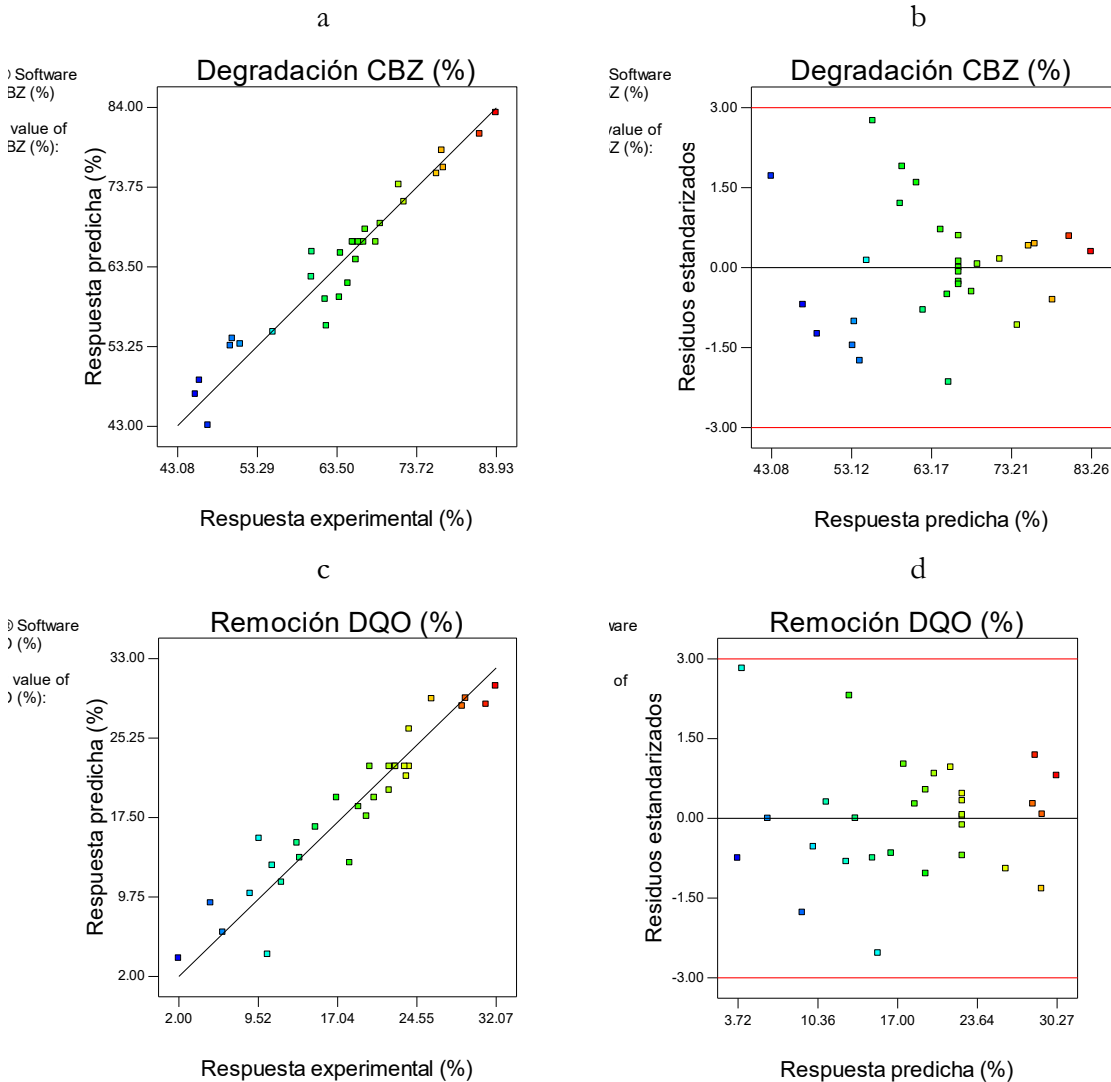 a
® Software
BZ (%)
value of
BZ (%):
Degradación CBZ (%)
Respuesta predicha (%)
84.00
73.75
63.50
53.25
43.00
43.08
53.29
63.50
73.72
83.93
Respuesta experimental (%)
b
Software
Z (%)
value of
Z (%):
Degradación CBZ (%)
Residuos estandarizados
3.00
1.50
0.00
-1.50
-3.00
43.08
53.12
63.17
73.21
83.26
Respuesta predicha (%)
c
® Software
O (%)
value of
O (%):
Remoción DQO (%)
Respuesta predicha (%)
33.00
25.25
17.50
9.75
2.00
2.00
9.52
17.04
24.55
32.07
Respuesta experimental (%)
d
ware
of
Remoción DQO (%)
Residuos estandarizados
3.00
1.50
0.00
-1.50
-3.00
3.72
10.36
17.00
23.64
30.27
Respuesta predicha (%)